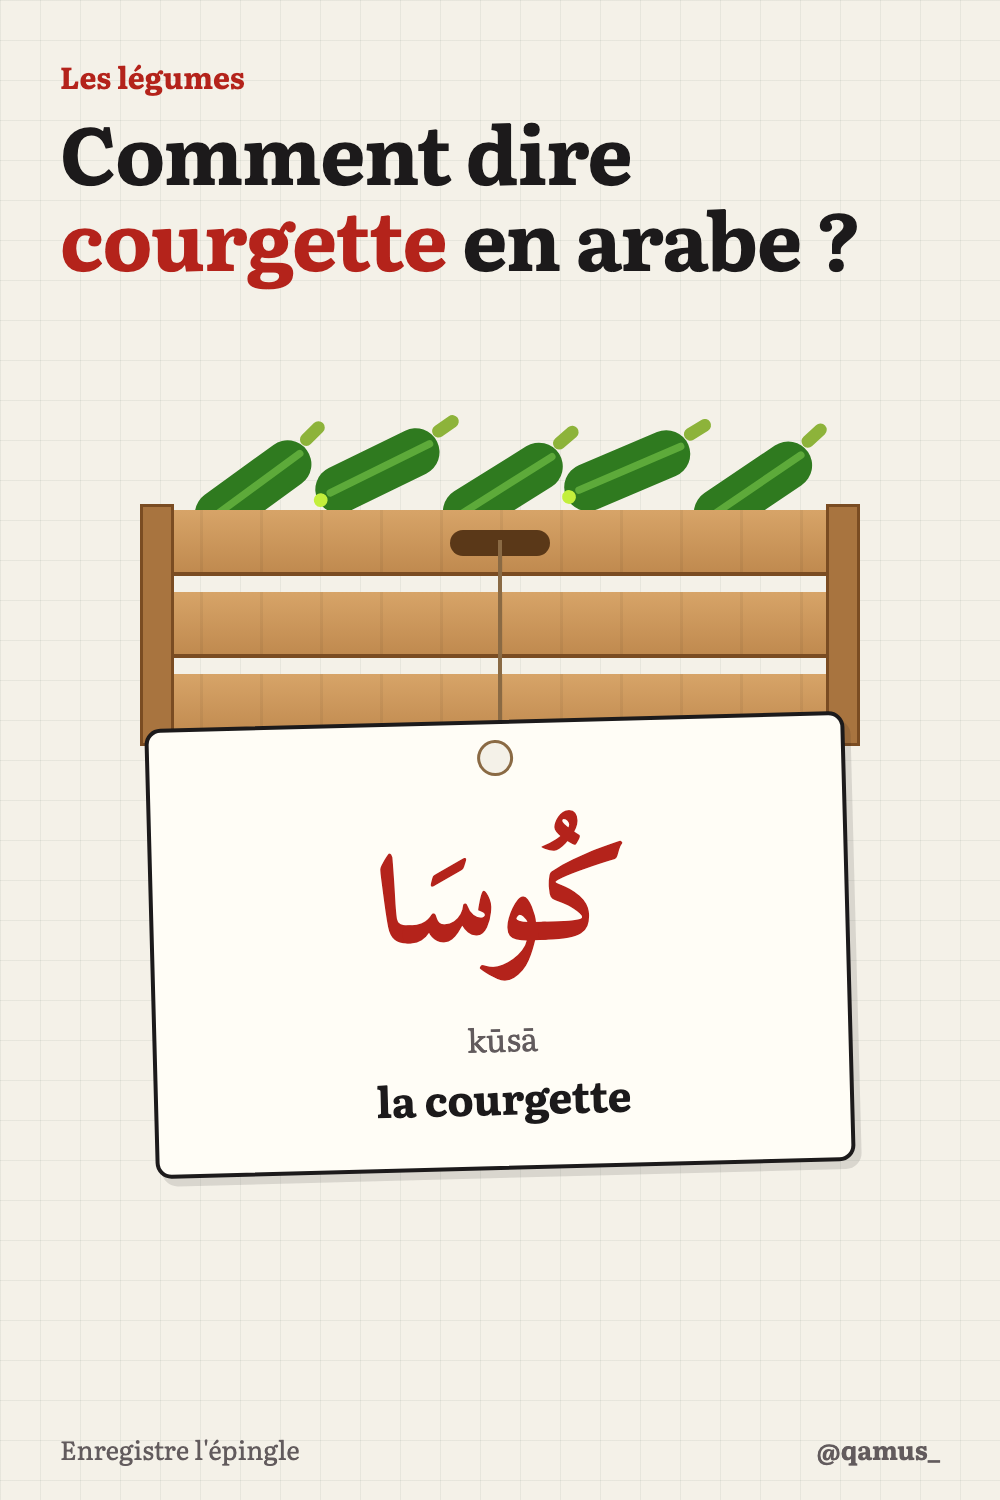 Les légumes
Comment dire
courgette en arabe ?
كُوسَا
kūsā
la courgette
Enregistre l'épingle
@qamus_